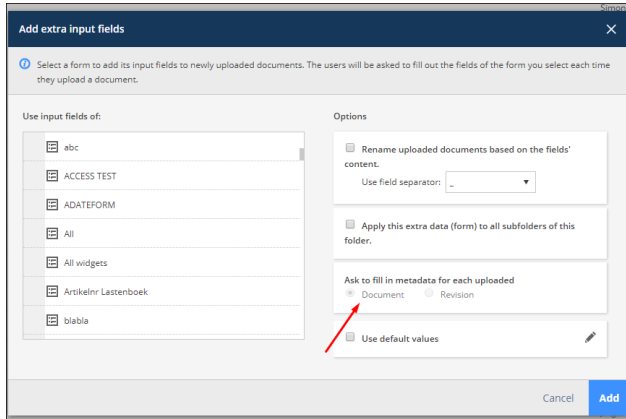 Simon
Add extra input fields
Select a form to add its input fields to newly uploaded documents. The users will be asked to fill out the fields of the form you select each time
they upload a document.
Use input fields of:
abc
ACCESS TEST
ADATEFORM
All
All widgets
Artikelnr Lastenboek
blabla
Options
Rename uploaded documents based on the fields'
content.
Use field separator: _
Apply this extra data (form) to all subfolders of this
folder.
Ask to fill in metadata for each uploaded
Document Revision
Use default values
Cancel Add